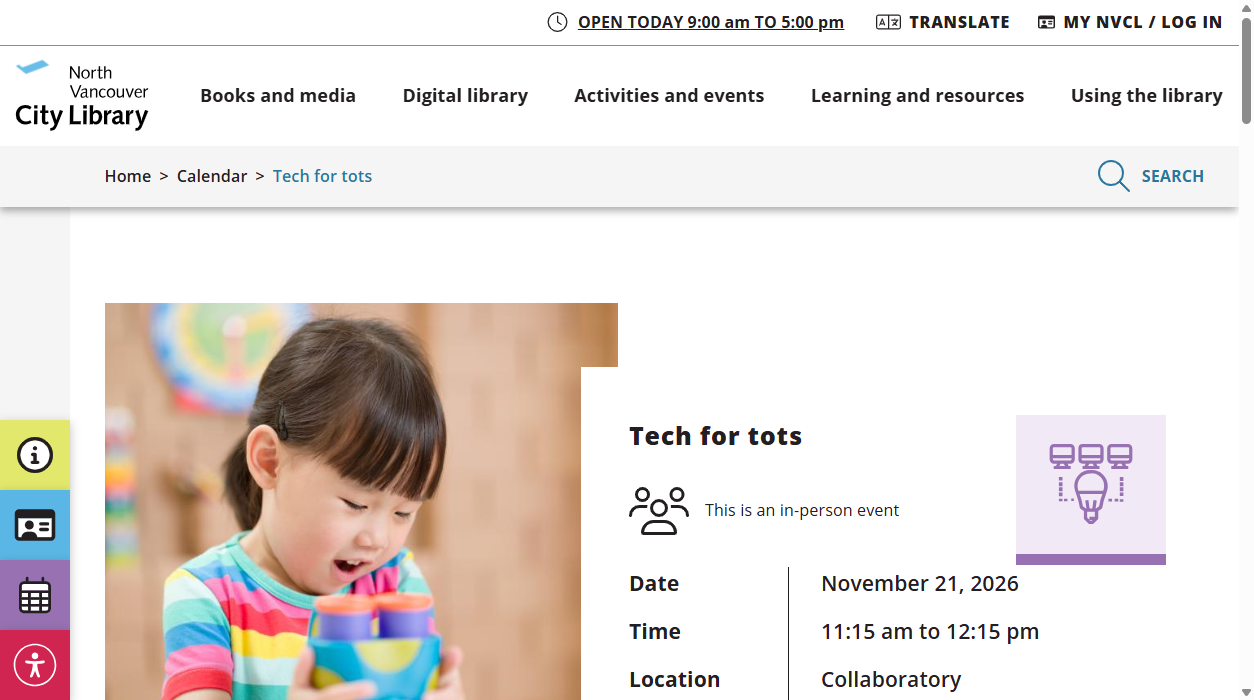 OPEN TODAY 9:00 am TO 5:00 pm
TRANSLATE
MY NVCL / LOG IN
North
Vancouver
City Library
Books and media
Digital library
Activities and events
Learning and resources
Using the library
Home > Calendar > Tech for tots
SEARCH
Tech for tots
This is an in-person event
Date
November 21, 2026
Time
11:15 am to 12:15 pm
Location
Collaboratory